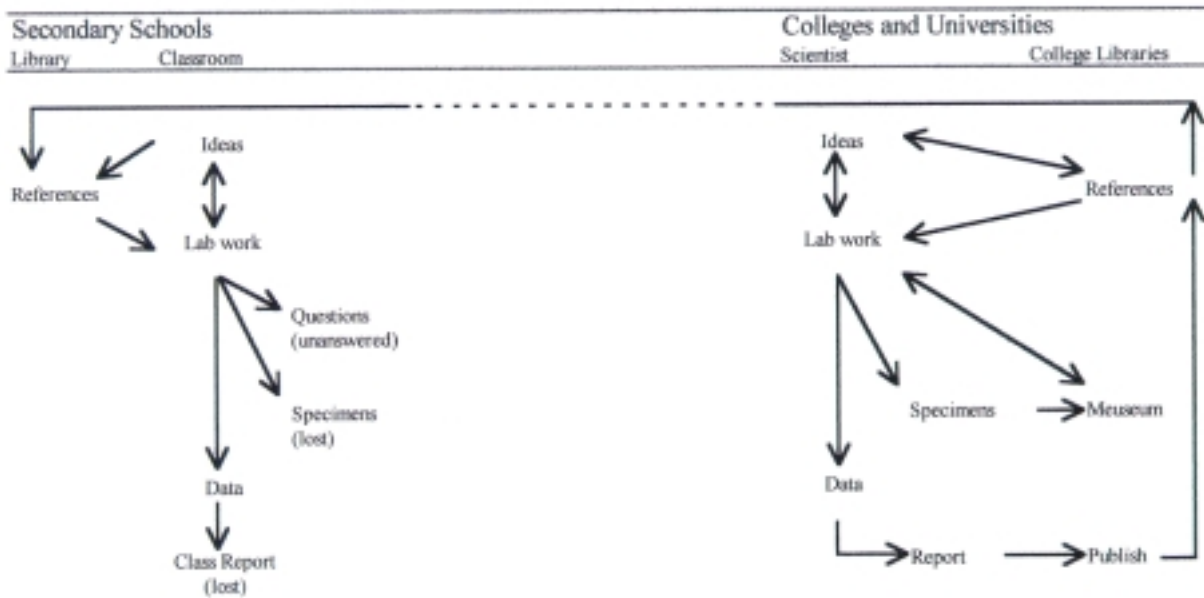 Secondary Schools
Colleges and Universities
Library
Classroom
Scientist
College Libraries
Ideas
References
Lab work
Questions
(unanswered)
Specimens
(lost)
Data
Class Report
(lost)
Ideas
References
Lab work
Specimens
Meuseum
Data
Report
Publish